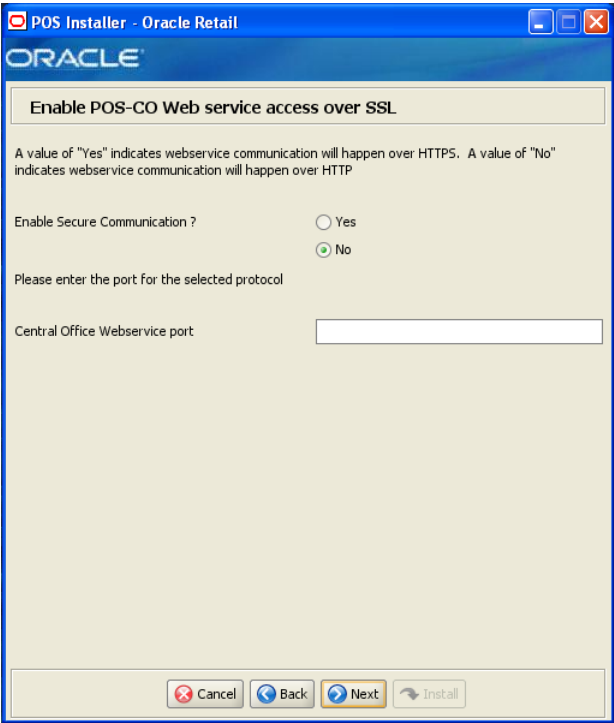 POS Installer - Oracle Retail
ORACLE
Enable POS-CO Web service access over SSL
A value of "Yes" indicates webservice communication will happen over HTTPS.  A value of "No"
indicates webservice communication will happen over HTTP
Enable Secure Communication ?
Yes
No
Please enter the port for the selected protocol
Central Office Webservice port
Cancel Back Next Install